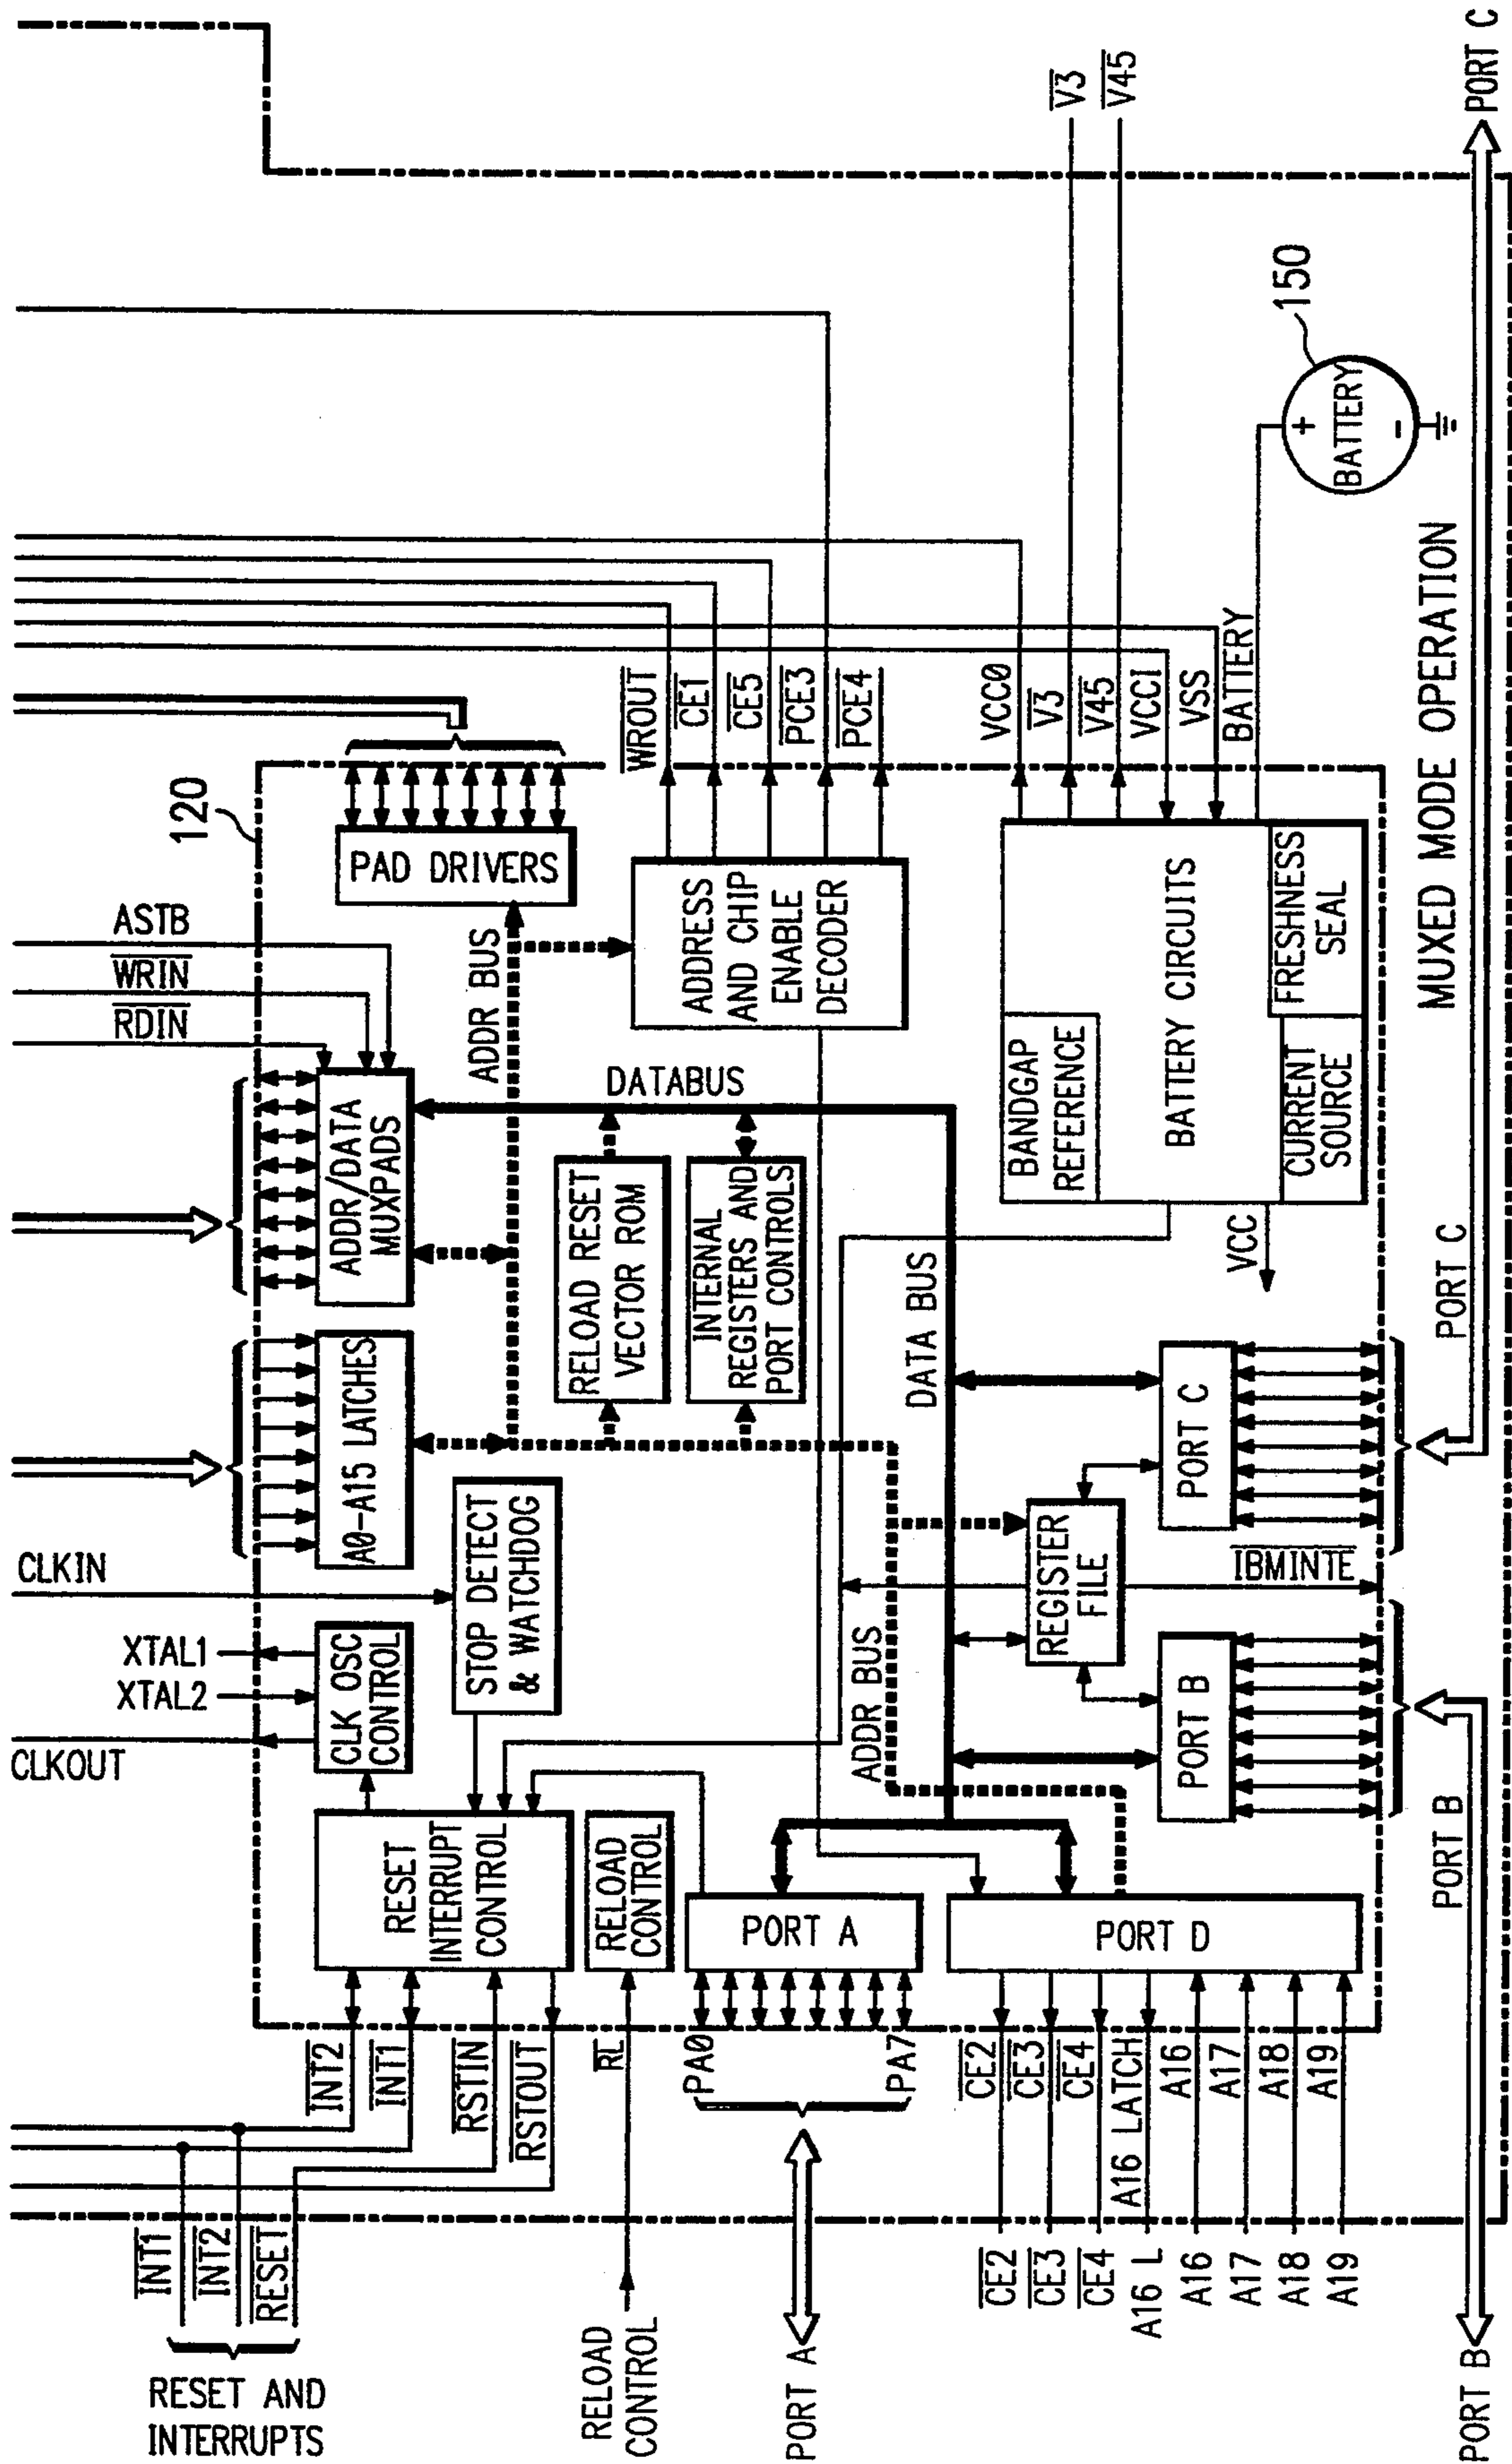 RESET AND
INTERRUPTS
INT1
INT2
RESET
RELOAD
CONTROL
PORT A
CE2
CE3
CE4
A16 L
A16
A17
A18
A19
PORT B
INT2
INT1
RSTIN
RSTOUT
RL
PA0
PA7
CE2
CE3
CE4
A16 LATCH
A16
A17
A18
A19
RESET
INTERRUPT
CONTROL
RELOAD
CONTROL
PORT A
PORT D
CLKOUT
XTAL2
XTAL1
CLKIN
CLK OSC
CONTROL
STOP DETECT
& WATCHDOG
A0-A15 LATCHES
ADDR/DATA
MUXPADS
RDIN
WRIN
ASTB
120
PAD DRIVERS
ADDR BUS
DATABUS
RELOAD RESET
VECTOR ROM
INTERNAL
REGISTERS AND
PORT CONTROLS
ADDRESS
AND CHIP
ENABLE
DECODER
WROUT
CE1
CE5
PCE3
PCE4
ADDR BUS
DATA BUS
REGISTER
FILE
IBMINTE
PORT B
PORT C
PORT B
PORT C
VCC
BANDGAP
REFERENCE
BATTERY CIRCUITS
CURRENT
SOURCE
FRESHNESS
SEAL
VCC0
V3
V45
VCCI
VSS
BATTERY
V3
V45
BATTERY
+
-
150
MUXED MODE OPERATION
PORT C